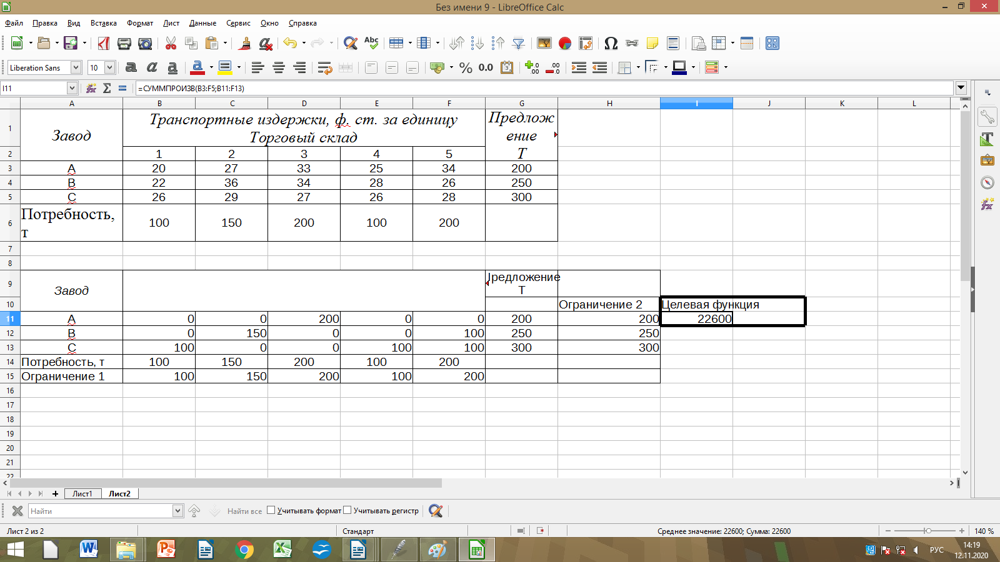 Без имени 9 - LibreOffice Calc
Файл Правка Вид Вставка Формат Лист Данные Сервис Окно Справка
Liberation Sans 10
I11 =СУММПРОИЗВ(B3:F5;B11:F13)
A B C D E F G H I J K L
1 Завод Транспортные издержки, ф. ст. за единицу
Торговый склад Предлож
ение
Т
2 1 2 3 4 5
3 A 20 27 33 25 34 200
4 B 22 36 34 28 26 250
5 C 26 29 27 26 28 300
6 Потребность,
т 100 150 200 100 200
7
8
9 Завод редложение
Т
10 Ограничение 2 Целевая функция
11 A 0 0 200 0 0 200 200 22600
12 B 0 150 0 0 100 250 250
13 C 100 0 0 100 100 300 300
14 Потребность, т 100 150 200 100 200
15 Ограничение 1 100 150 200 100 200
16
17
18
19
20
21
22
Лист1 Лист2
Найти Найти все Учитывать формат Учитывать регистр
Лист 2 из 2 Стандарт Среднее значение: 22600; Сумма: 22600 140 %
РУС 14:19
12.11.2020